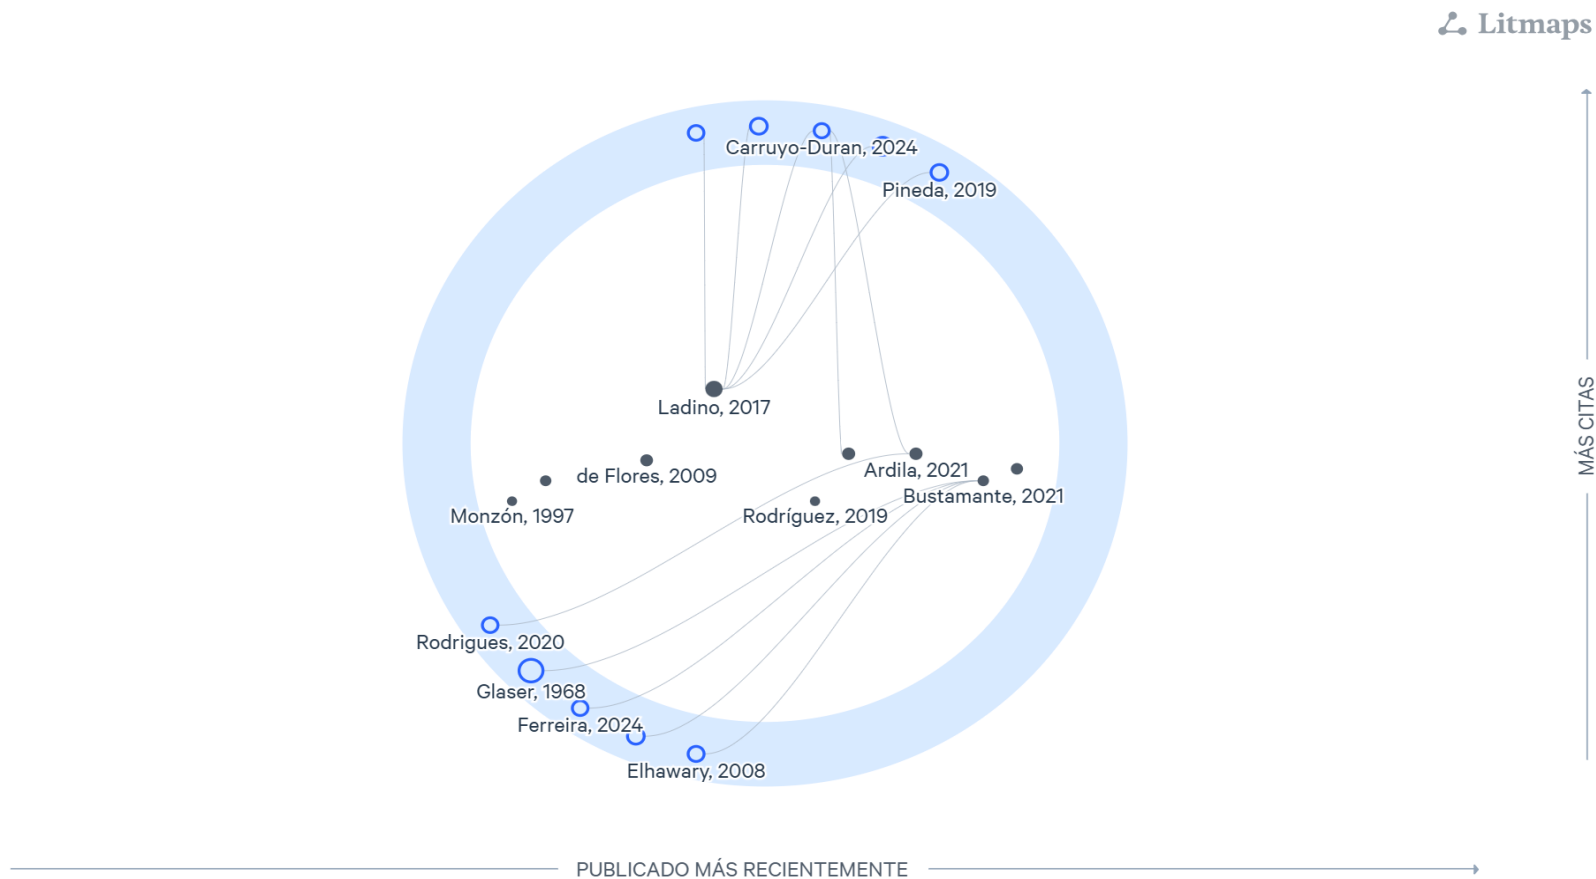 Litmaps
Carruyo-Duran, 2024
Pineda, 2019
Ladino, 2017
de Flores, 2009
Ardila, 2021
Bustamante, 2021
Monzón, 1997
Rodríguez, 2019
Rodrigues, 2020
Glaser, 1968
Ferreira, 2024
Elhawary, 2008
MÁS CITAS
PUBLICADO MÁS RECIENTEMENTE